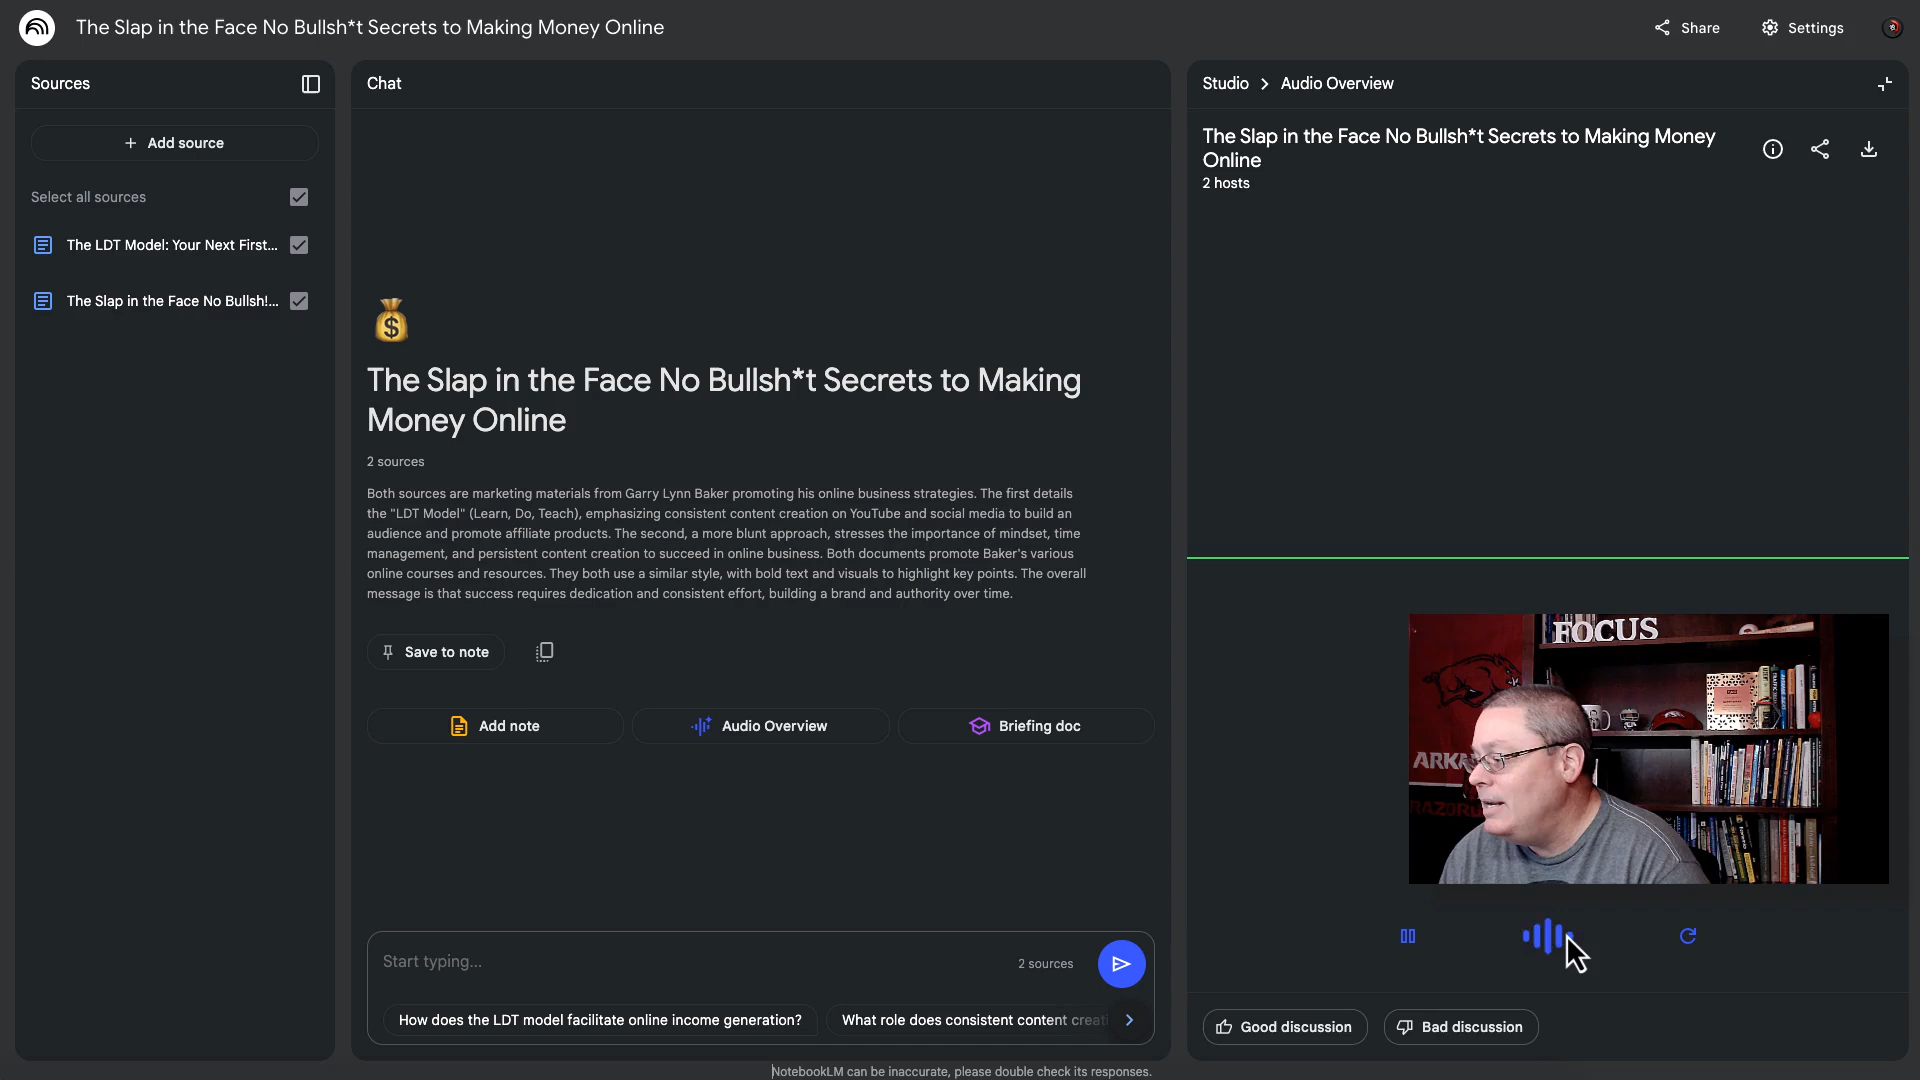 The Slap in the Face No Bullsh*t Secrets to Making Money Online
Share
Settings
Sources
Add source
Select all sources
The LDT Model: Your Next First...
The Slap in the Face No Bullsh!...
Chat
The Slap in the Face No Bullsh*t Secrets to Making
Money Online
2 sources
Both sources are marketing materials from Garry Lynn Baker promoting his online business strategies. The first details
the "LDT Model" (Learn, Do, Teach), emphasizing consistent content creation on YouTube and social media to build an
audience and promote affiliate products. The second, a more blunt approach, stresses the importance of mindset, time
management, and persistent content creation to succeed in online business. Both documents promote Baker's various
online courses and resources. They both use a similar style, with bold text and visuals to highlight key points. The overall
message is that success requires dedication and consistent effort, building a brand and authority over time.
Save to note
Add note
Audio Overview
Briefing doc
Start typing...
2 sources
How does the LDT model facilitate online income generation?
What role does consistent content creati
NotebookLM can be inaccurate, please double check its responses.
Studio > Audio Overview
The Slap in the Face No Bullsh*t Secrets to Making Money
Online
2 hosts
FOCUS
Good discussion
Bad discussion